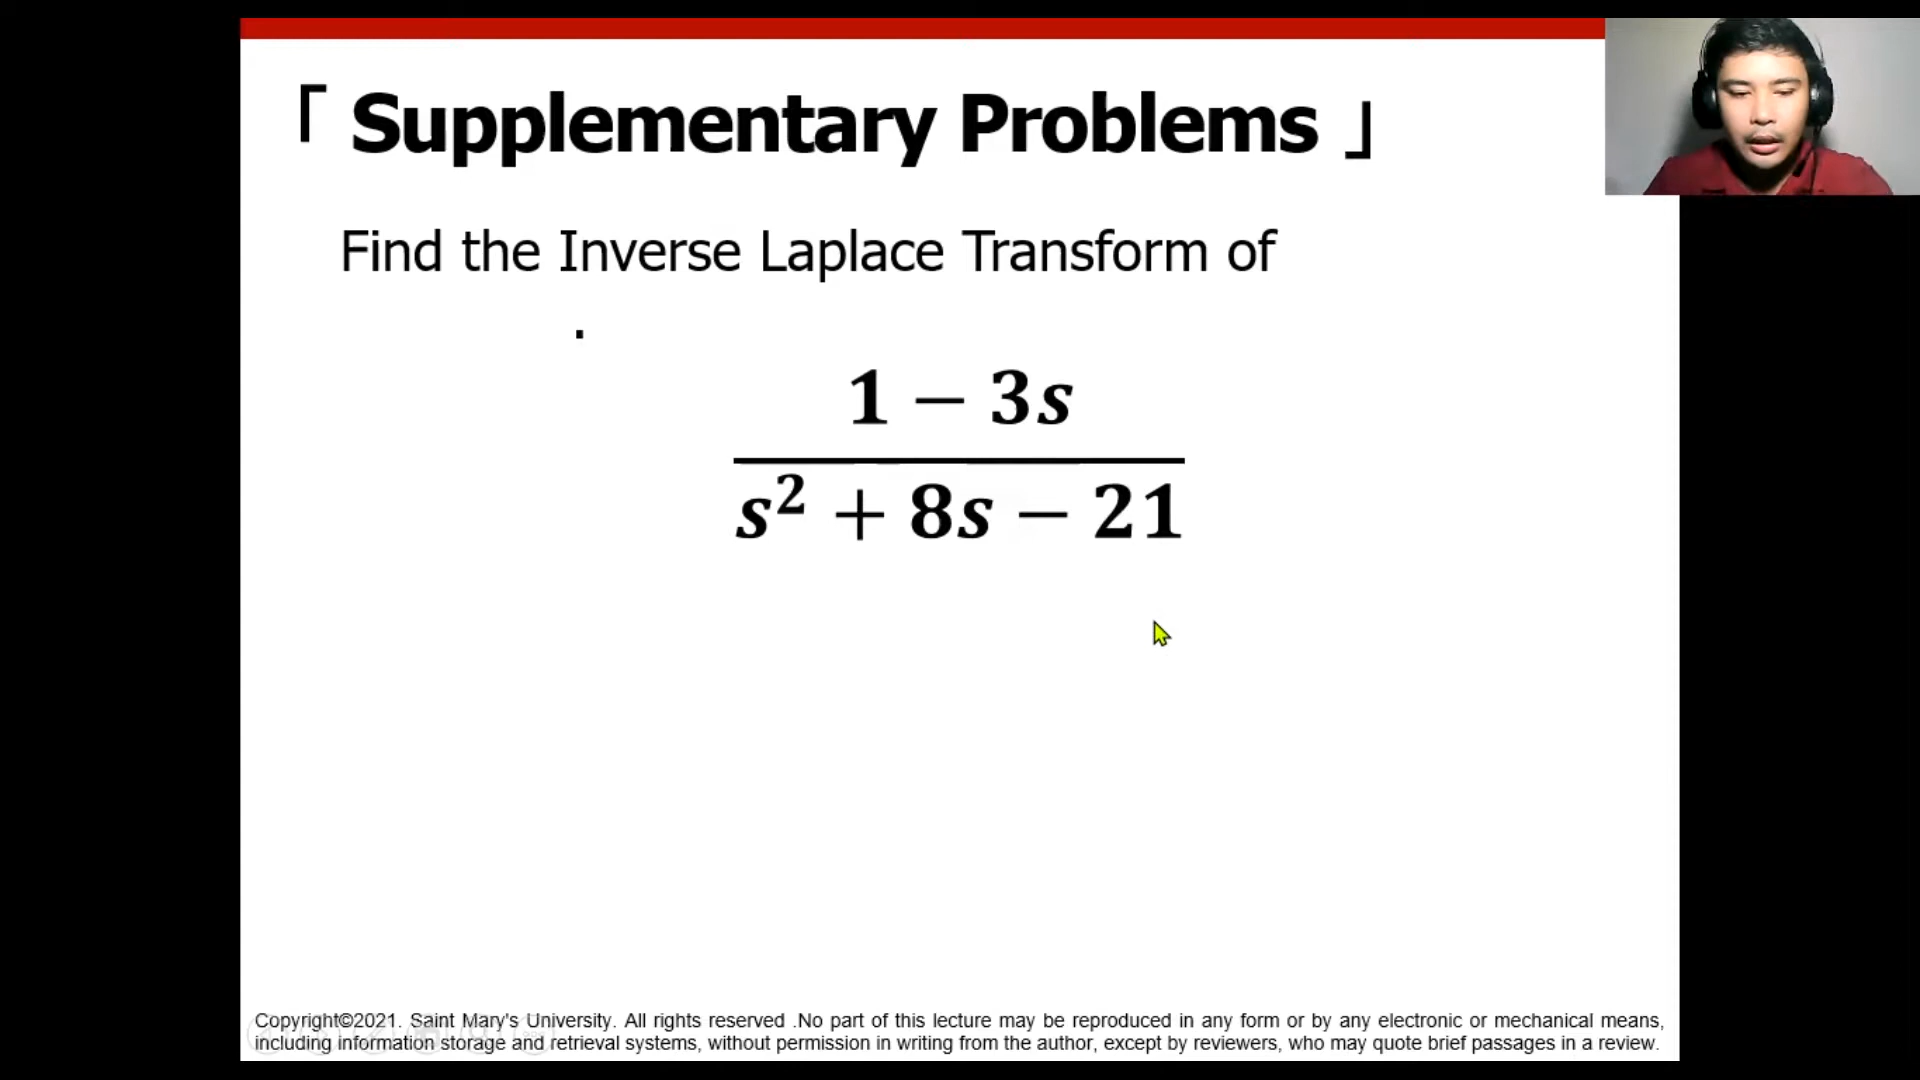 「 Supplementary Problems 」
Find the Inverse Laplace Transform of
.
1 − 3s
s² + 8s − 21
Copyright©2021. Saint Mary's University. All rights reserved .No part of this lecture may be reproduced in any form or by any electronic or mechanical means,
including information storage and retrieval systems, without permission in writing from the author, except by reviewers, who may quote brief passages in a review.